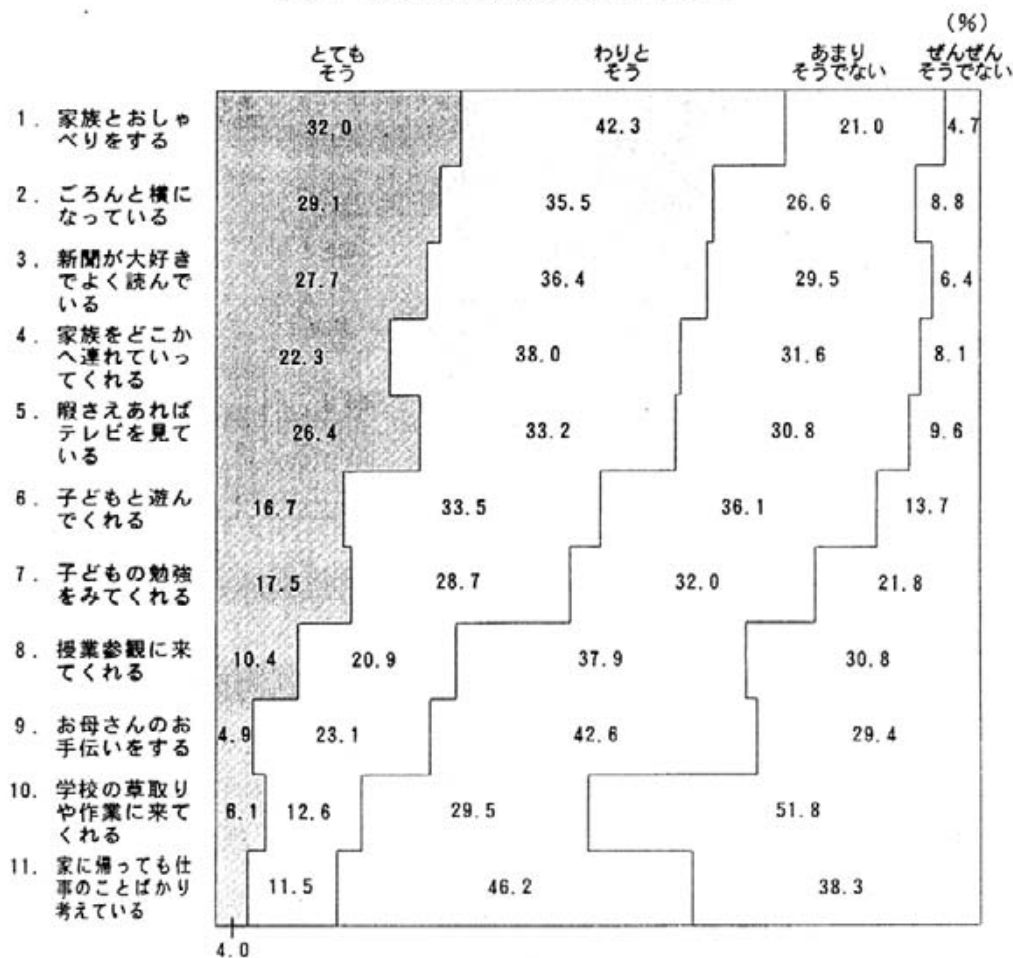 (%)
とても
そう
わりと
そう
あまり
そうでない
ぜんぜん
そうでない
1. 家族とおしゃ
べりをする
32.0 42.3 21.0 4.7
2. ごろんと横に
なっている
29.1 35.5 26.6 8.8
3. 新聞が大好き
でよく読んで
いる
27.7 36.4 29.5 6.4
4. 家族をどこか
へ連れていっ
てくれる
22.3 38.0 31.6 8.1
5. 暇さえあれば
テレビを見て
いる
26.4 33.2 30.8 9.6
6. 子どもと遊ん
でくれる
16.7 33.5 36.1 13.7
7. 子どもの勉強
をみてくれる
17.5 28.7 32.0 21.8
8. 授業参観に来
てくれる
10.4 20.9 37.9 30.8
9. お母さんのお
手伝いをする
4.9 23.1 42.6 29.4
10. 学校の草取り
や作業に来て
くれる
6.1 12.6 29.5 51.8
11. 家に帰っても仕
事のことばかり
考えている
11.5 46.2 38.3
4.0